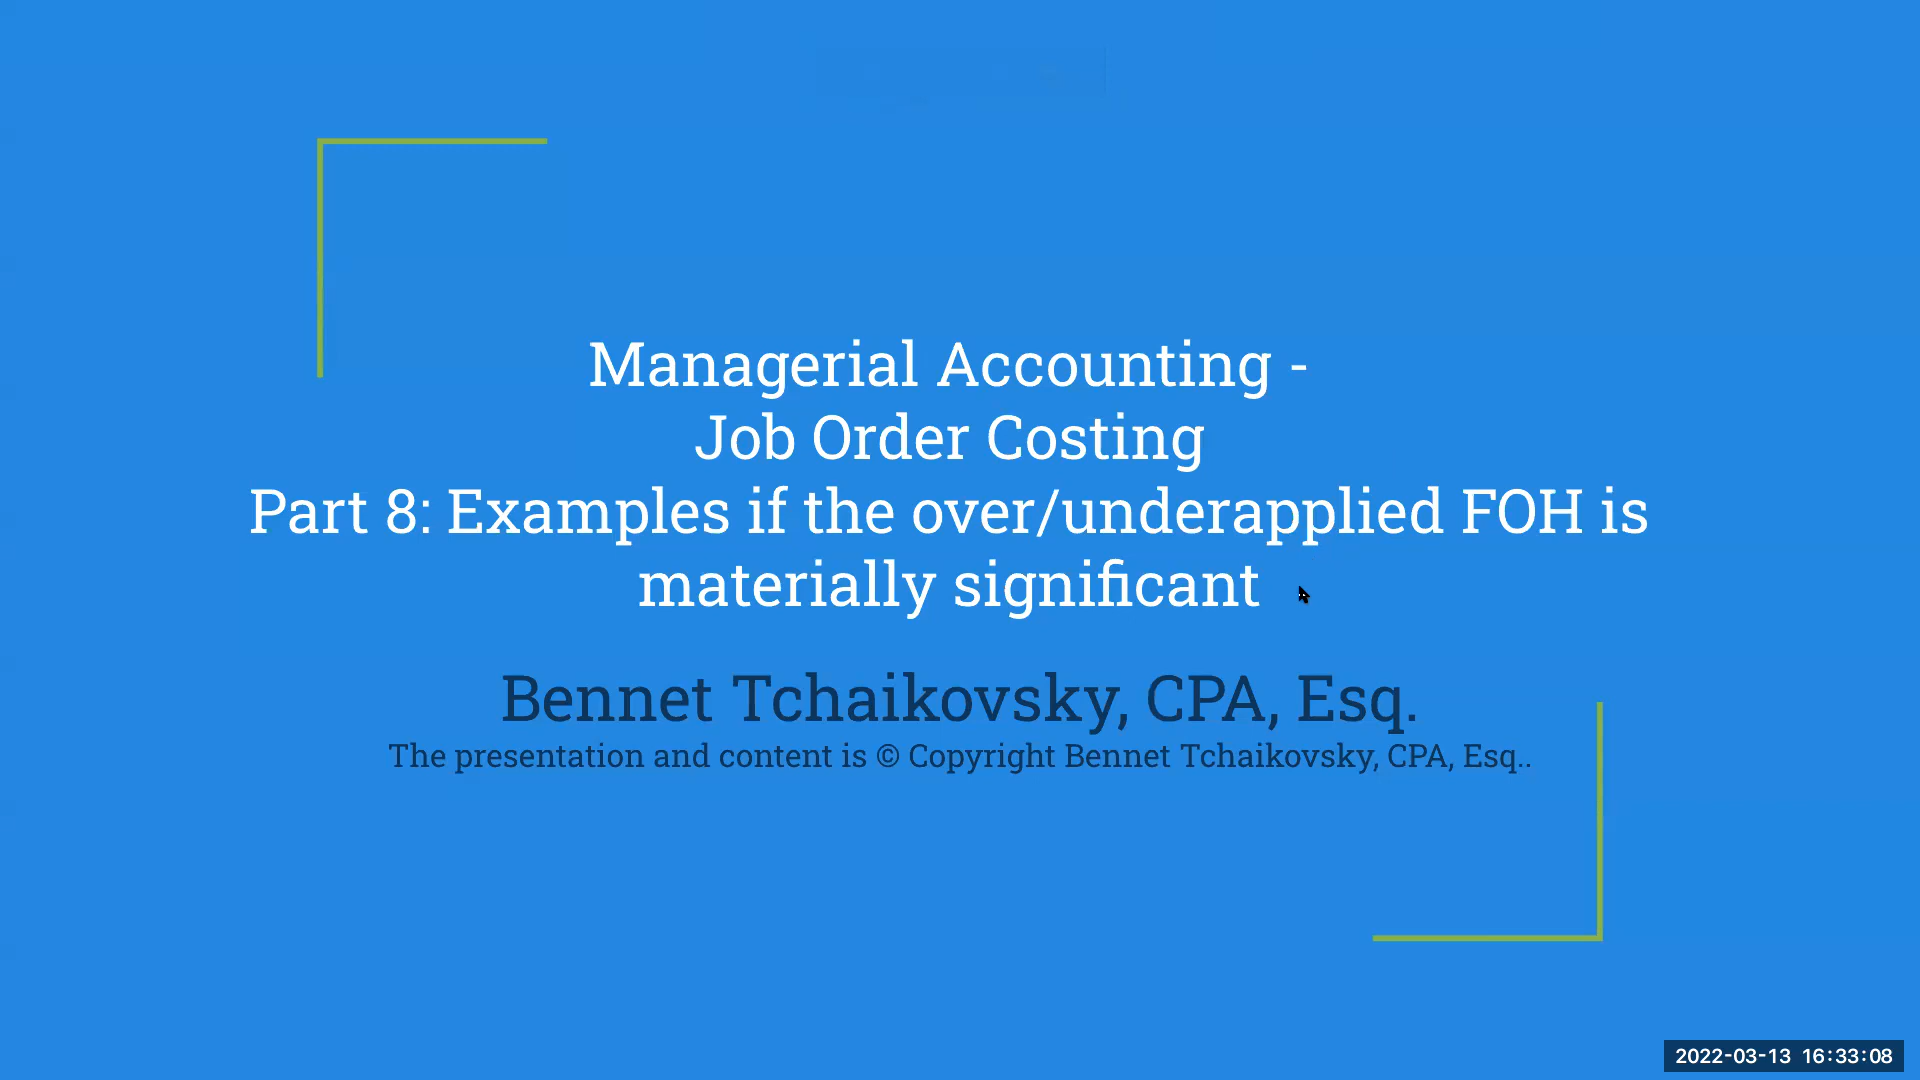 Managerial Accounting -
Job Order Costing
Part 8: Examples if the over/underapplied FOH is
materially significant
Bennet Tchaikovsky, CPA, Esq.
The presentation and content is © Copyright Bennet Tchaikovsky, CPA, Esq..
2022-03-13 16:33:08